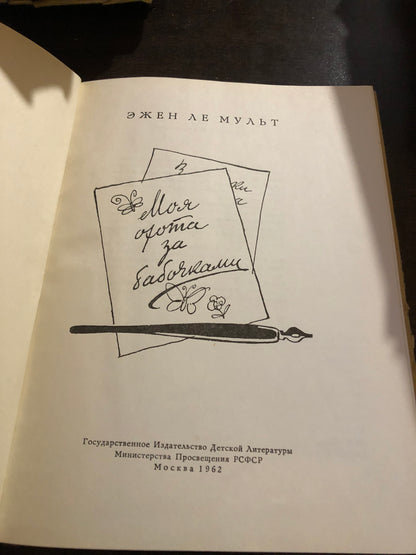 ЭЖЕН ЛЕ МУЛЬТ
Моя
охота
за
бабочками
Государственное Издательство Детской Литературы
Министерства Просвещения РСФСР
Москва 1962